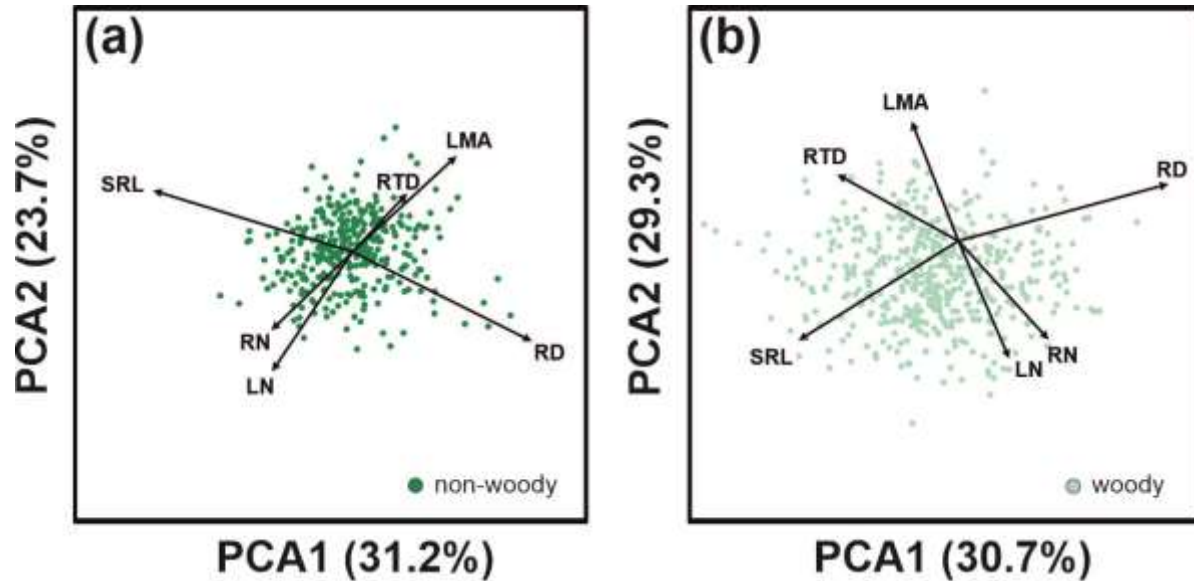 (a)
PCA2 (23.7%)
SRL
LMA
RTD
RN
LN
RD
non-woody
PCA1 (31.2%)
(b)
PCA2 (29.3%)
LMA
RTD
RD
SRL
LN
RN
woody
PCA1 (30.7%)